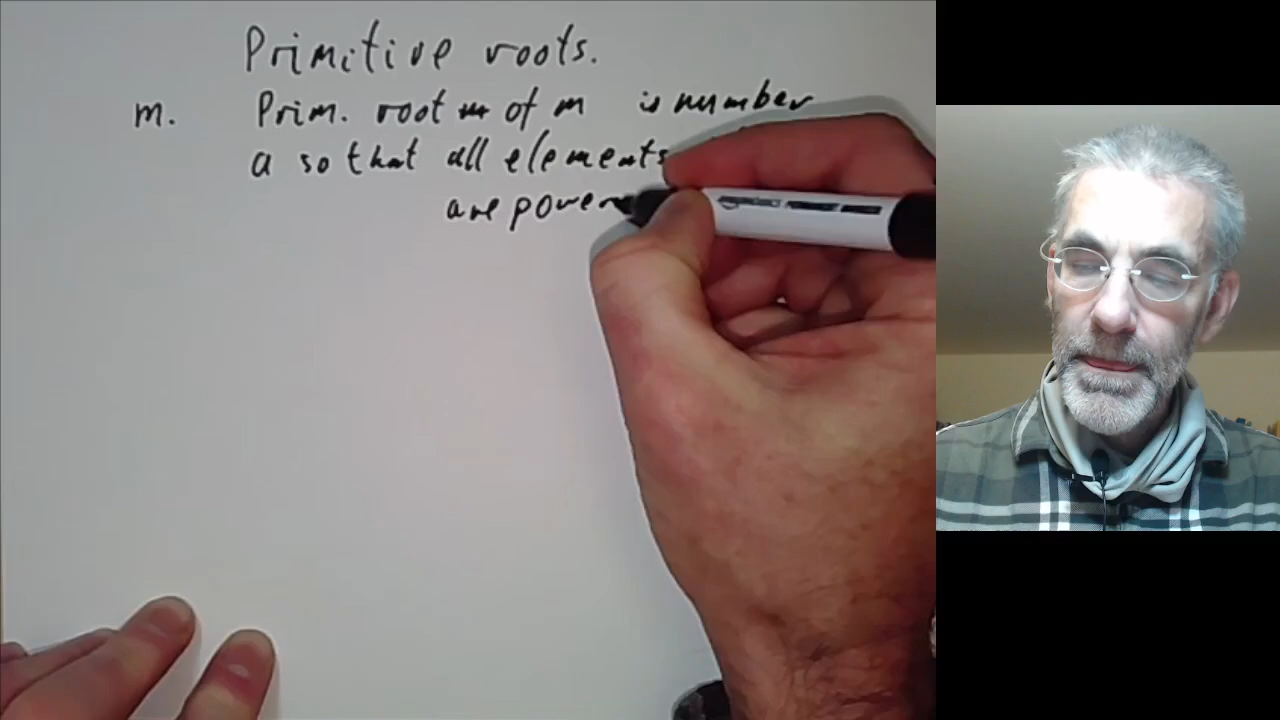 Primitive roots.
m. Prim. root of m is number
a so that all elements
are power